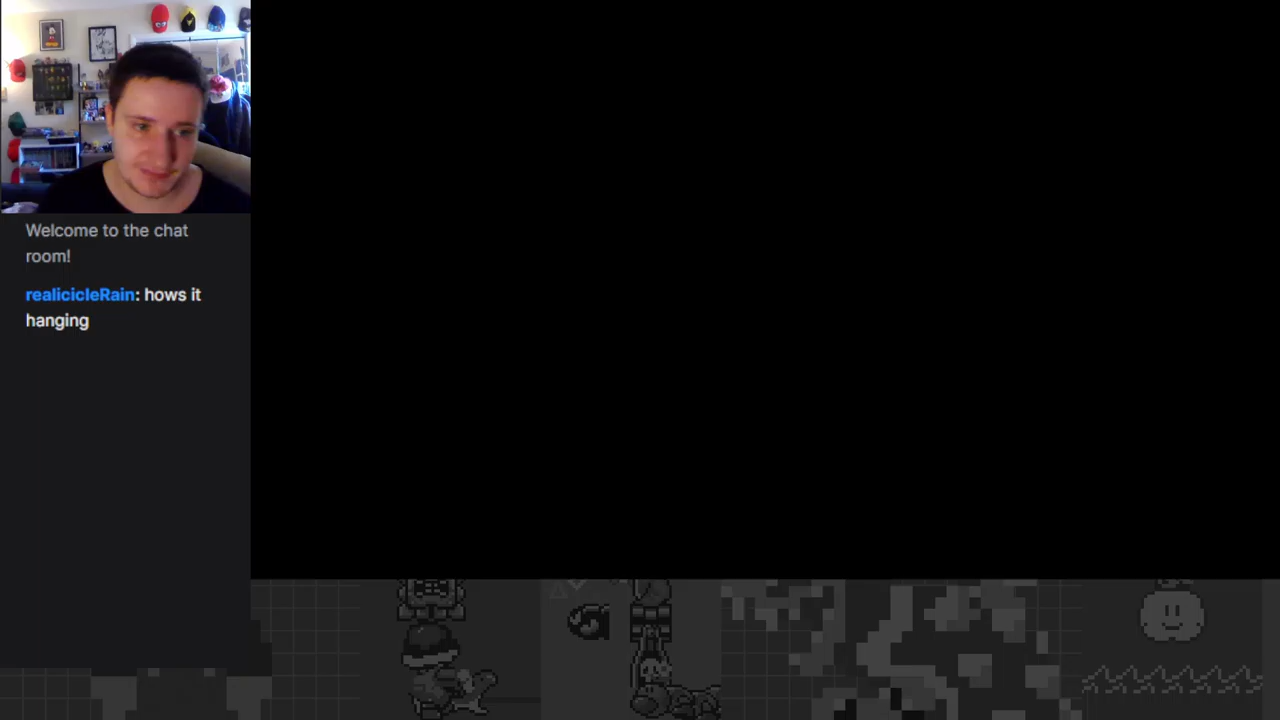 Welcome to the chat
room!
realicicleRain: hows it
hanging